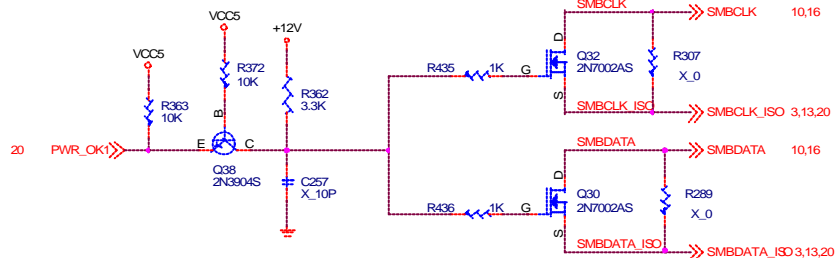 SMBCLK
SMBCLK 10,16
VCC5
+12V
D
Q32
2N7002AS
R307
X_0
VCC5
R372
10K
R435 1K G
R362
3.3K
R363
10K
S
B
SMBCLK_ISO
SMBCLK_ISO 3,13,20
20 PWR_OK1 E C
SMBDATA
SMBDATA 10,16
Q38
2N3904S
C257
X_10P
D
Q30
2N7002AS
R289
X_0
R436 1K G
S
SMBDATA_ISO
SMBDATA_ISO 3,13,20